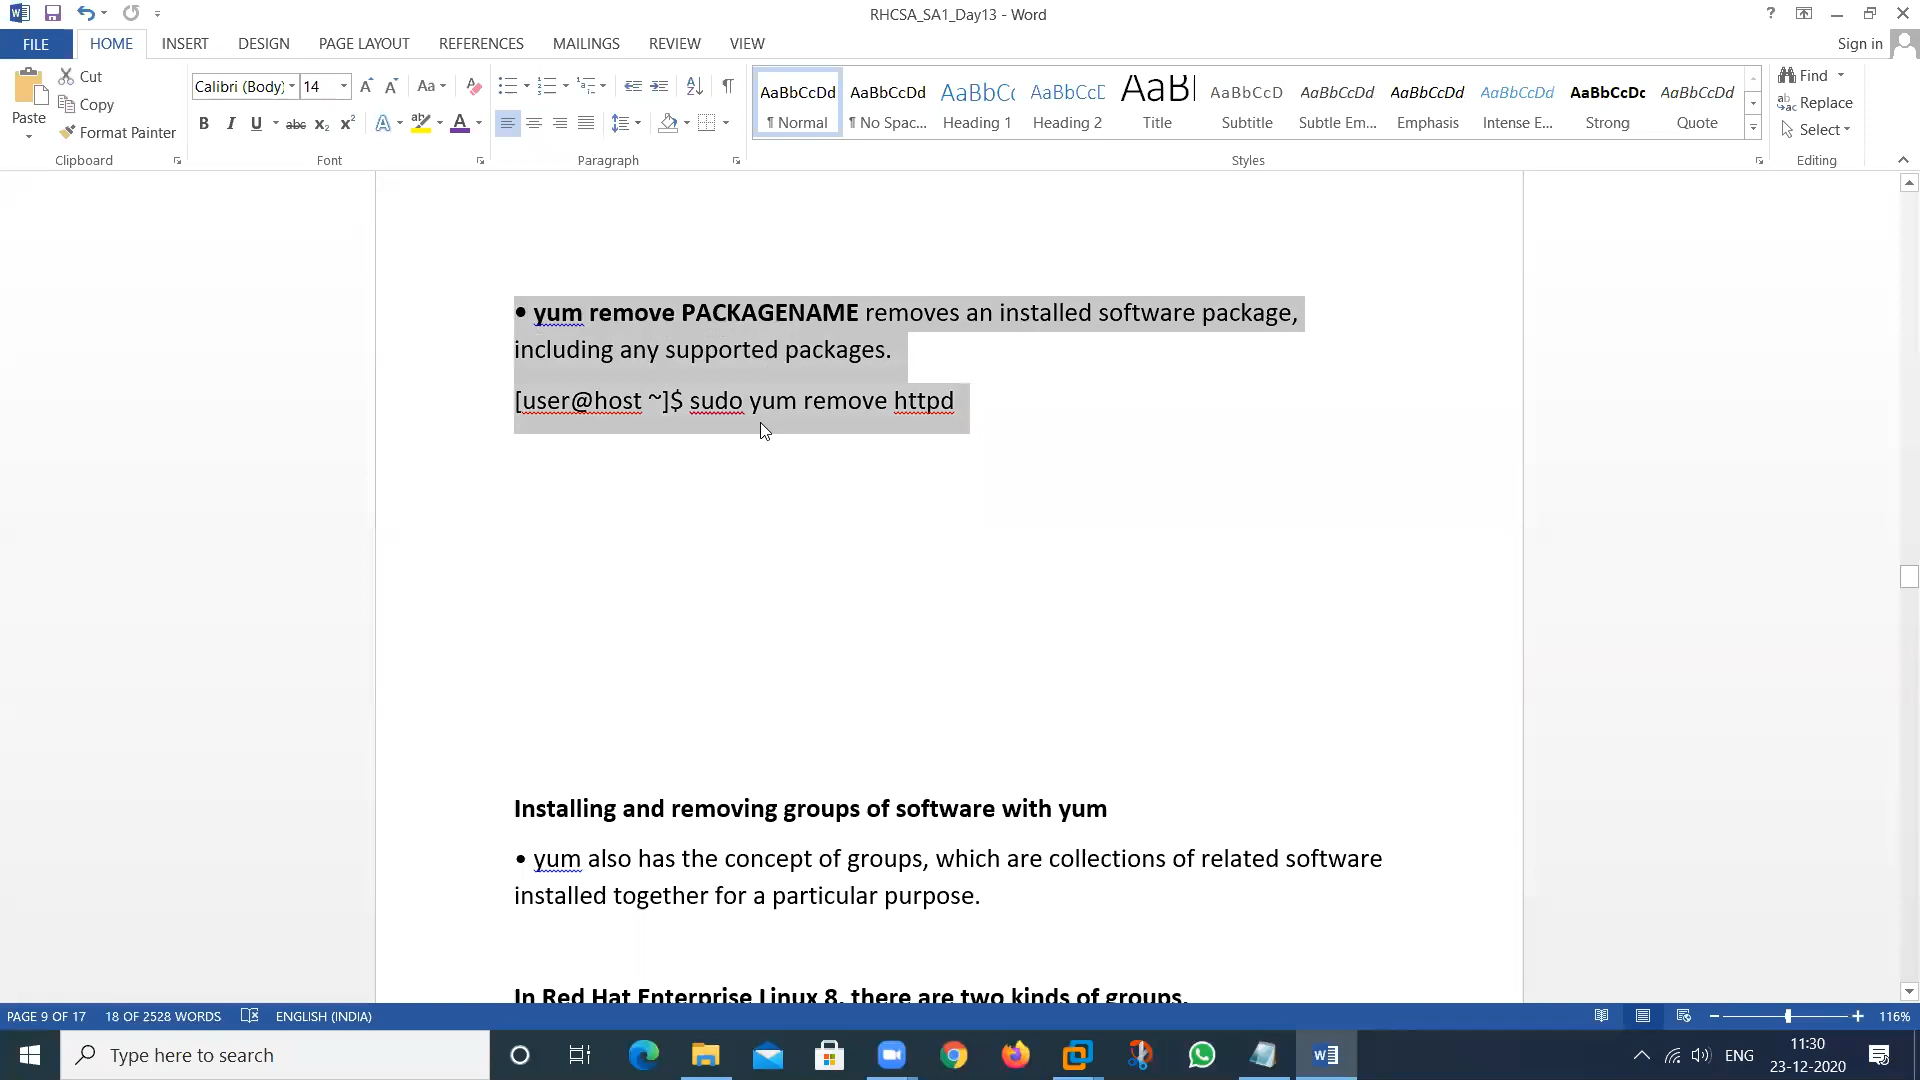 RHCSA_SA1_Day13 - Word
FILE HOME INSERT DESIGN PAGE LAYOUT REFERENCES MAILINGS REVIEW VIEW Sign in
Paste Cut Copy Format Painter Clipboard
Calibri (Body) 14 Font
Paragraph
AaBbCcDd ¶ Normal
AaBbCcDd ¶ No Spac...
AaBbCc Heading 1
AaBbCcD Heading 2
AaBb Title
AaBbCcD Subtitle
AaBbCcDd Subtle Em...
AaBbCcDd Emphasis
AaBbCcDd Intense E...
AaBbCcDc Strong
AaBbCcDd Quote
Styles
Find Replace Select Editing
• yum remove PACKAGENAME removes an installed software package,
including any supported packages.
[user@host ~]$ sudo yum remove httpd
Installing and removing groups of software with yum
• yum also has the concept of groups, which are collections of related software
installed together for a particular purpose.
In Red Hat Enterprise Linux 8, there are two kinds of groups.
PAGE 9 OF 17 18 OF 2528 WORDS ENGLISH (INDIA) 116%
Type here to search ENG 11:30
23-12-2020